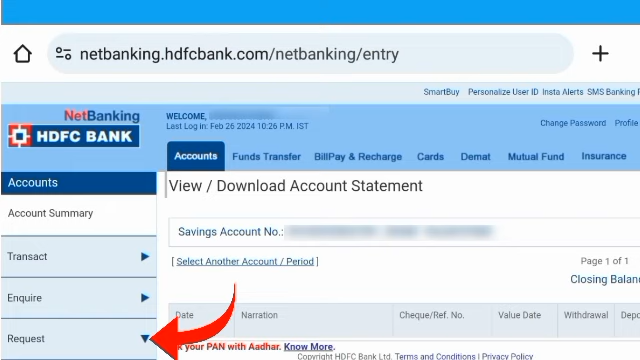 netbanking.hdfcbank.com/netbanking/entry
SmartBuy Personalize User ID Insta Alerts SMS Banking
NetBanking
HDFC BANK
WELCOME,
Last Log in: Feb 26 2024 10:26 P.M. IST
Change Password Profile
Accounts Funds Transfer BillPay & Recharge Cards Demat Mutual Fund Insurance
Accounts
View / Download Account Statement
Account Summary
Savings Account No.:
Transact
[ Select Another Account / Period ]
Page 1 of 1
Closing Balan
Enquire
Date Narration Cheque/Ref. No. Value Date Withdrawal Depo
Request
k your PAN with Aadhar. Know More.
Copyright HDFC Bank Ltd. Terms and Conditions | Privacy